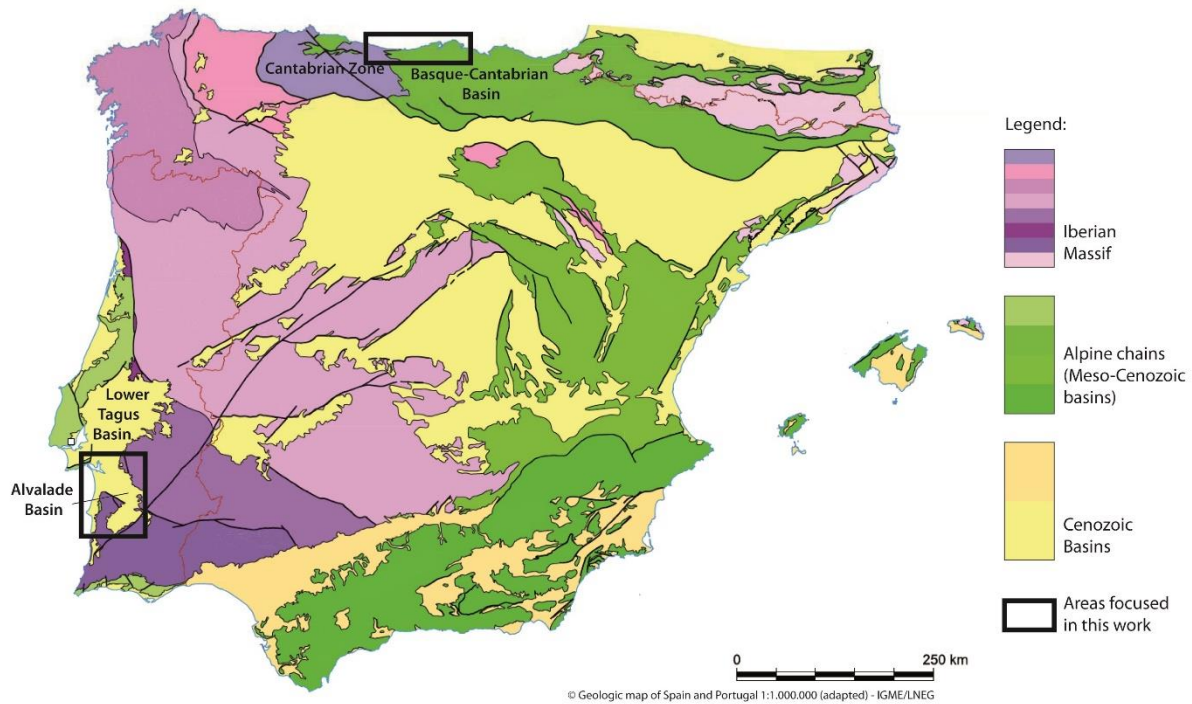 Cantabrian Zone
Basque-Cantabrian
Basin
Lower
Tagus
Basin
Alvalade
Basin
Legend:
Iberian
Massif
Alpine chains
(Meso-Cenozoic
basins)
Cenozoic
Basins
Areas focused
in this work
0 250 km
© Geologic map of Spain and Portugal 1:1.000.000 (adapted) - IGME/LNEG